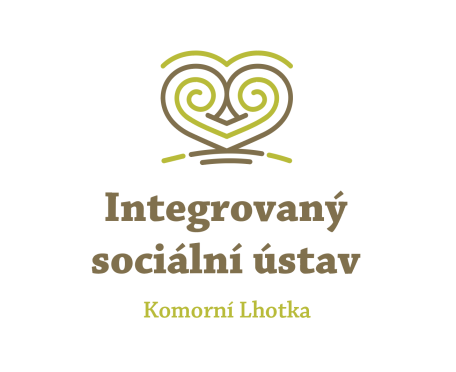 Integrovaný
sociální ústav
Komorní Lhotka